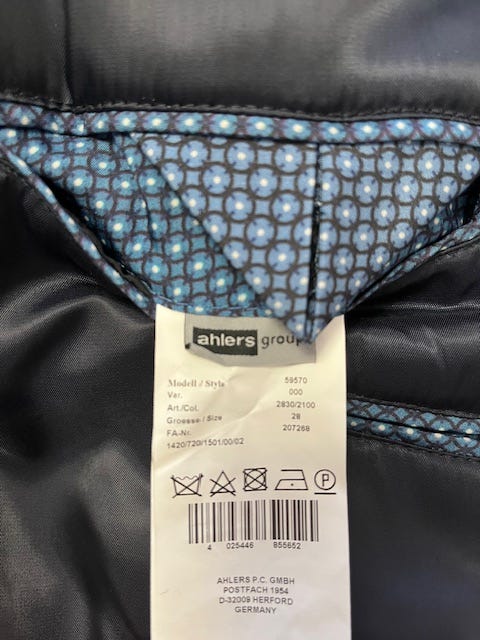 ahlers group
Modell / Style 59570
Var. 000
Art./Col. 2830/2100
Groesse / Size 28
FA-Nr. 207268
1420/720/1501/00/02
P
4 025446 855652
AHLERS P.C. GMBH
POSTFACH 1954
D-32009 HERFORD
GERMANY